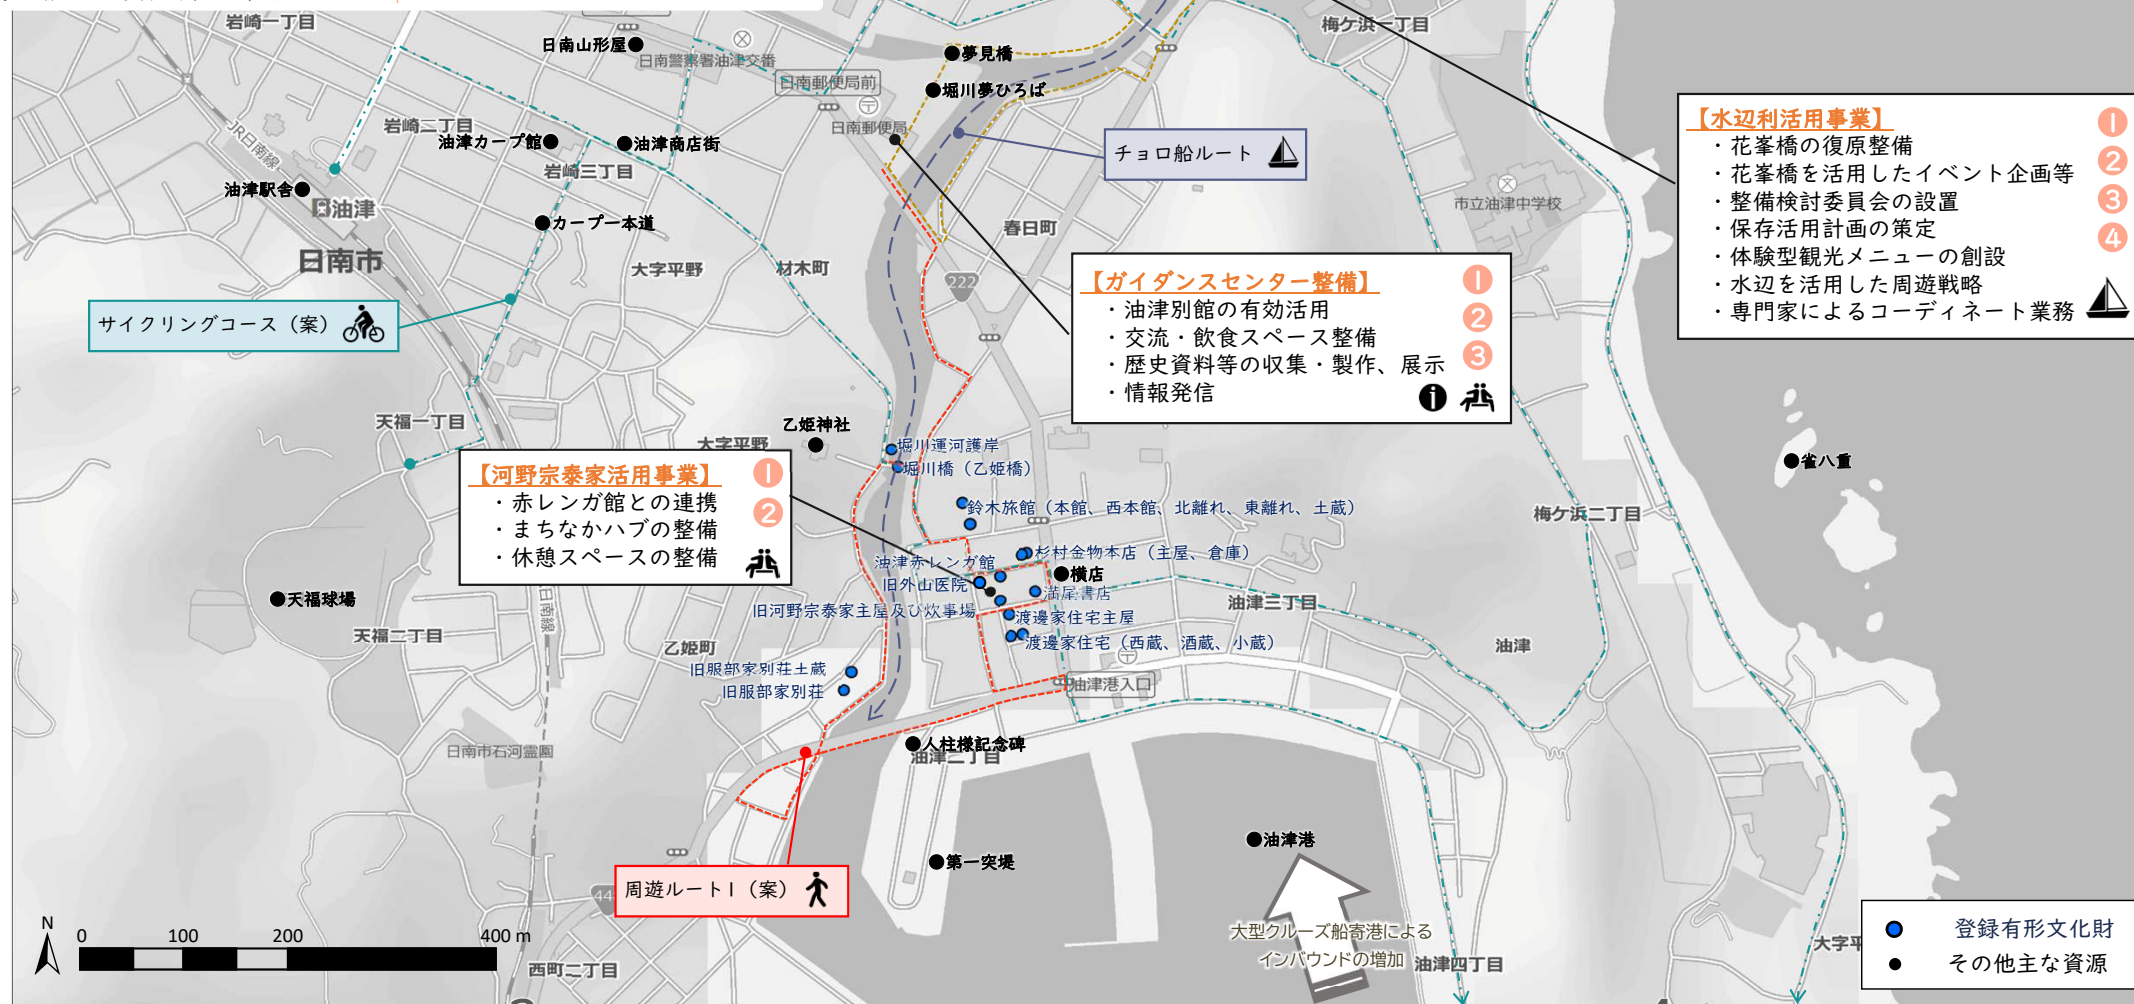 岩崎一丁目
梅ケ浜一丁目
日南山形屋
日南警察署油津交番
夢見橋
日南郵便局前
堀川夢ひろば
日南郵便局
JR日南線
岩崎二丁目
油津カープ館
油津商店街
岩崎三丁目
油津駅舎
油津
カープ一本道
日南市
大字平野
材木町
春日町
222
市立油津中学校
チョロ船ルート
【水辺利活用事業】
・花峯橋の復原整備
・花峯橋を活用したイベント企画等
・整備検討委員会の設置
・保存活用計画の策定
・体験型観光メニューの創設
・水辺を活用した周遊戦略
・専門家によるコーディネート業務
1
2
3
4
【ガイダンスセンター整備】
・油津別館の有効活用
・交流・飲食スペース整備
・歴史資料等の収集・製作、展示
・情報発信
1
2
3
サイクリングコース（案）
天福一丁目
乙姫神社
大字平野
堀川運河護岸
堀川橋（乙姫橋）
【河野宗泰家活用事業】
・赤レンガ館との連携
・まちなかハブの整備
・休憩スペースの整備
1
2
雀八重
鈴木旅館（本館、西本館、北離れ、東離れ、土蔵）
梅ケ浜二丁目
杉村金物本店（主屋、倉庫）
油津赤レンガ館
横店
旧外山医院
満尾書店
旧河野宗泰家主屋及び炊事場
油津三丁目
渡邊家住宅主屋
渡邊家住宅（西蔵、酒蔵、小蔵）
天福球場
天福二丁目
日南線
乙姫町
油津
旧服部家別荘土蔵
旧服部家別荘
油津港入口
日南市石河霊園
人柱様記念碑
油津二丁目
油津港
第一突堤
周遊ルート1（案）
44
大型クルーズ船寄港による
インバウンドの増加
油津四丁目
大字平
西町二丁目
N
0 100 200 400 m
登録有形文化財
その他主な資源